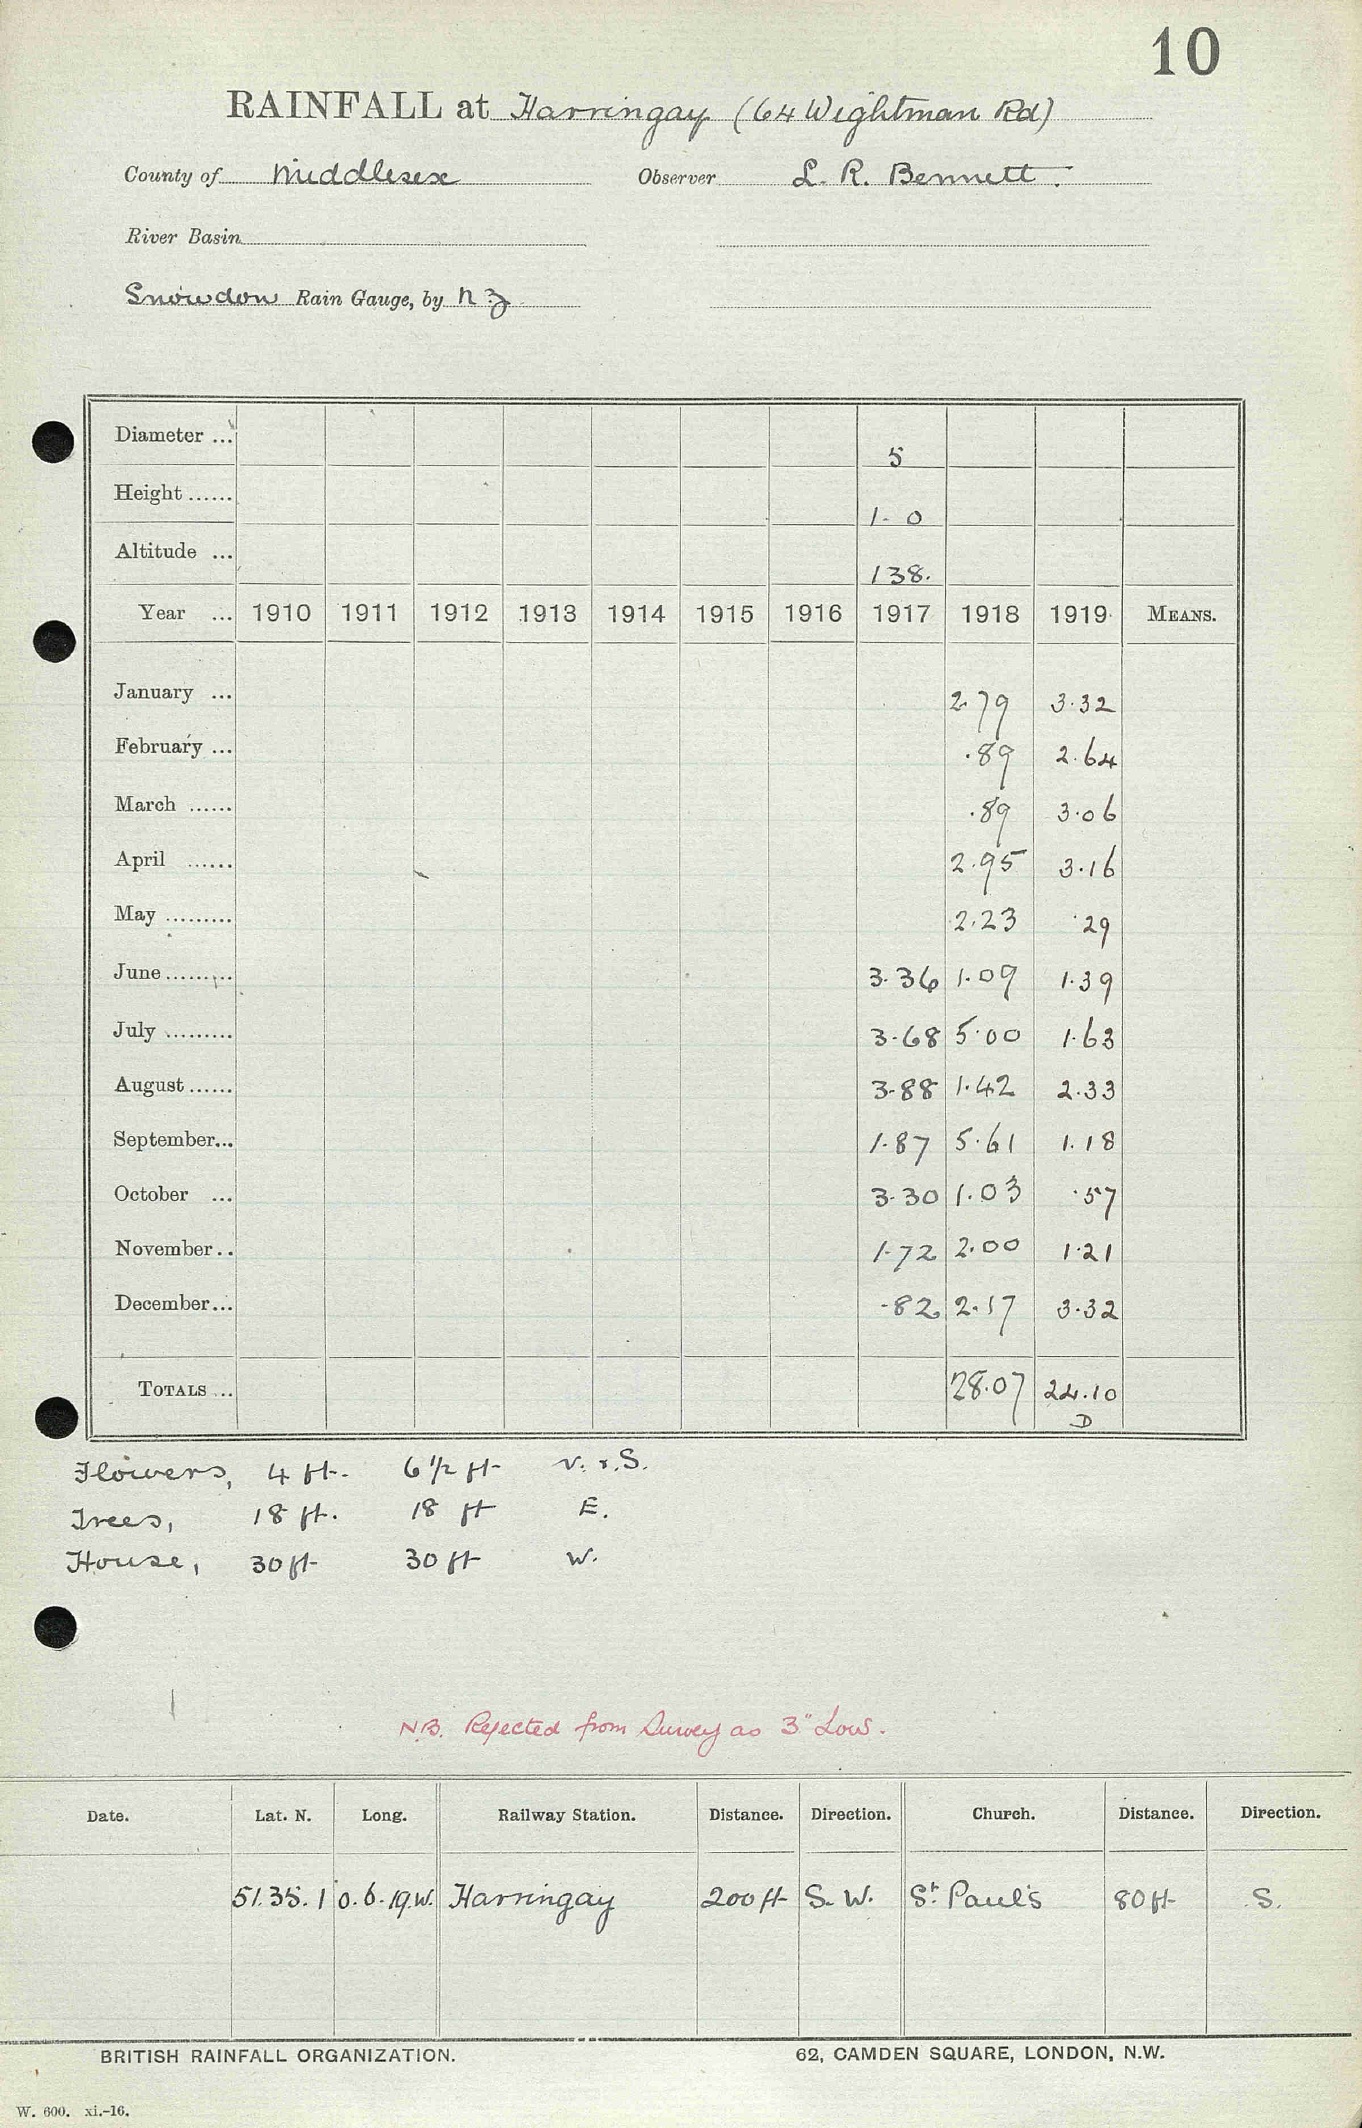 10
RAINFALL at Harringay (64 Wightman Rd)
County of Middlesex Observer L. R. Bennett.
River Basin
Snowdon Rain Gauge, by N & Z
Diameter ... 5
Height ...... 1-0
Altitude ... 138.
Year ... 1910 1911 1912 1913 1914 1915 1916 1917 1918 1919 MEANS.
January ... 2.79 3.32
February ... .89 2.64
March ...... .89 3.06
April ...... 2.95 3.16
May ......... 2.23 .29
June ......... 3.36 1.09 1.39
July ......... 3.68 5.00 1.63
August ...... 3.88 1.42 2.33
September... 1.87 5.61 1.18
October ... 3.30 1.03 .57
November .. 1.72 2.00 1.21
December... .82 2.17 3.32
TOTALS ... 28.07 24.10
D
Flowers, 4 ft. 6 1/2 ft
Trees, 18 ft. 18 ft E.
House, 30 ft 30 ft W.
N.B. Rejected from Survey as 3" Low.
Date. Lat. N. Long. Railway Station. Distance. Direction. Church. Distance. Direction.
51.35.1 0.6.19.W. Harringay 200 ft S.W. St. Paul's 80 ft S.
BRITISH RAINFALL ORGANIZATION. 62, CAMDEN SQUARE, LONDON, N.W.
W. 600. xi.-16.